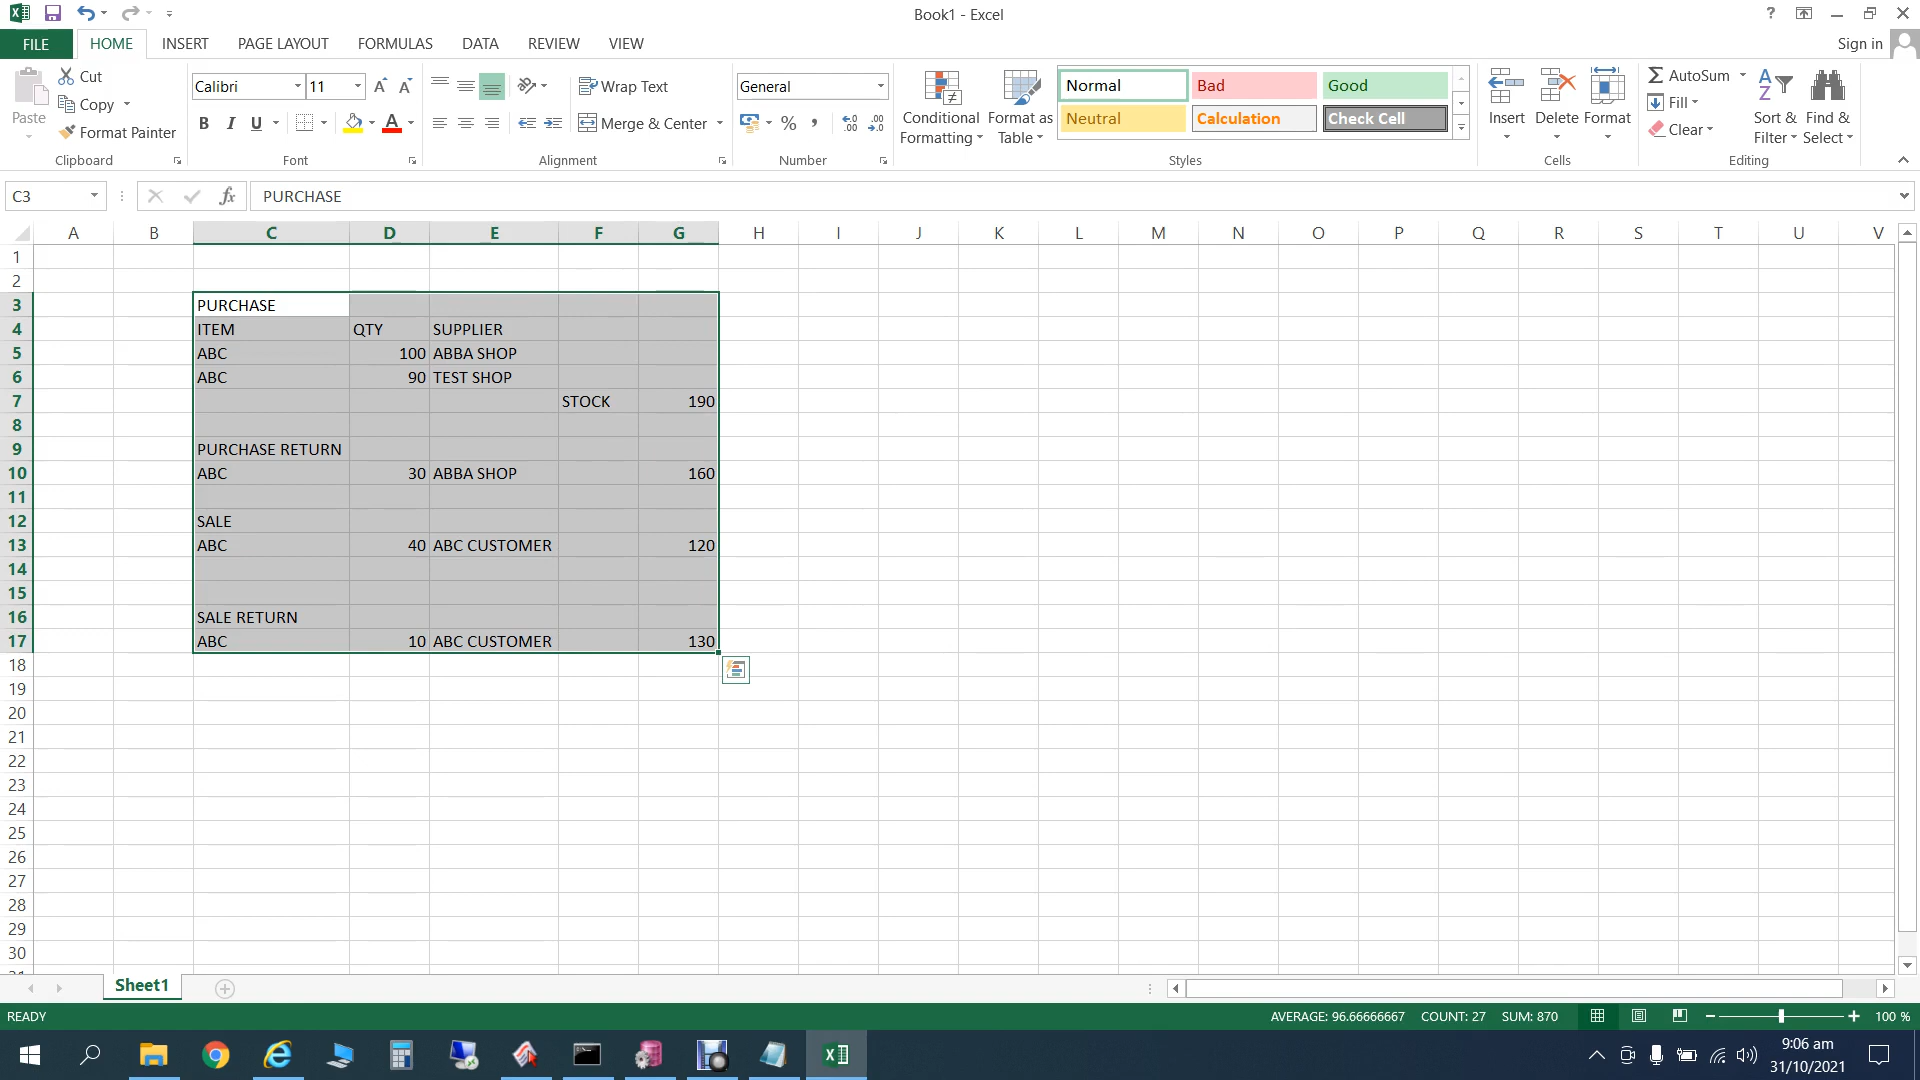 Book1 - Excel
FILE HOME INSERT PAGE LAYOUT FORMULAS DATA REVIEW VIEW Sign in
Paste
Cut
Copy
Format Painter
Clipboard
Calibri 11
B I U
Font
Wrap Text
Merge & Center
Alignment
General
% ,
Number
Conditional Formatting
Format as Table
Normal Bad Good
Neutral Calculation Check Cell
Styles
Insert Delete Format
Cells
AutoSum
Fill
Clear
Sort & Filter
Find & Select
Editing
C3 fx PURCHASE
A B C D E F G H I J K L M N O P Q R S T U V
1
2
3 PURCHASE
4 ITEM QTY SUPPLIER
5 ABC 100 ABBA SHOP
6 ABC 90 TEST SHOP
7 STOCK 190
8
9 PURCHASE RETURN
10 ABC 30 ABBA SHOP 160
11
12 SALE
13 ABC 40 ABC CUSTOMER 120
14
15
16 SALE RETURN
17 ABC 10 ABC CUSTOMER 130
18
19
20
21
22
23
24
25
26
27
28
29
30
Sheet1
READY AVERAGE: 96.66666667 COUNT: 27 SUM: 870 100 %
9:06 am
31/10/2021